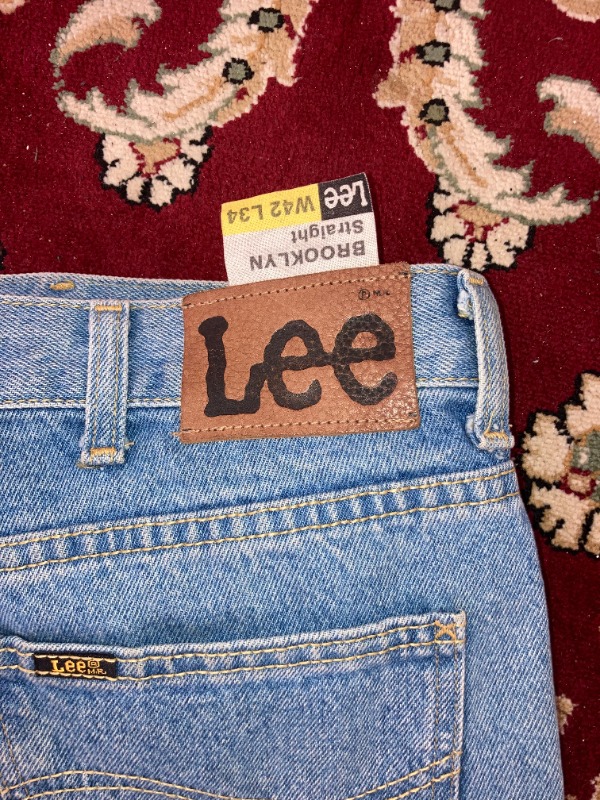 Lee W42 L34
Straight
BROOKLYN
Lee
® M.R.
Lee®
M.R.